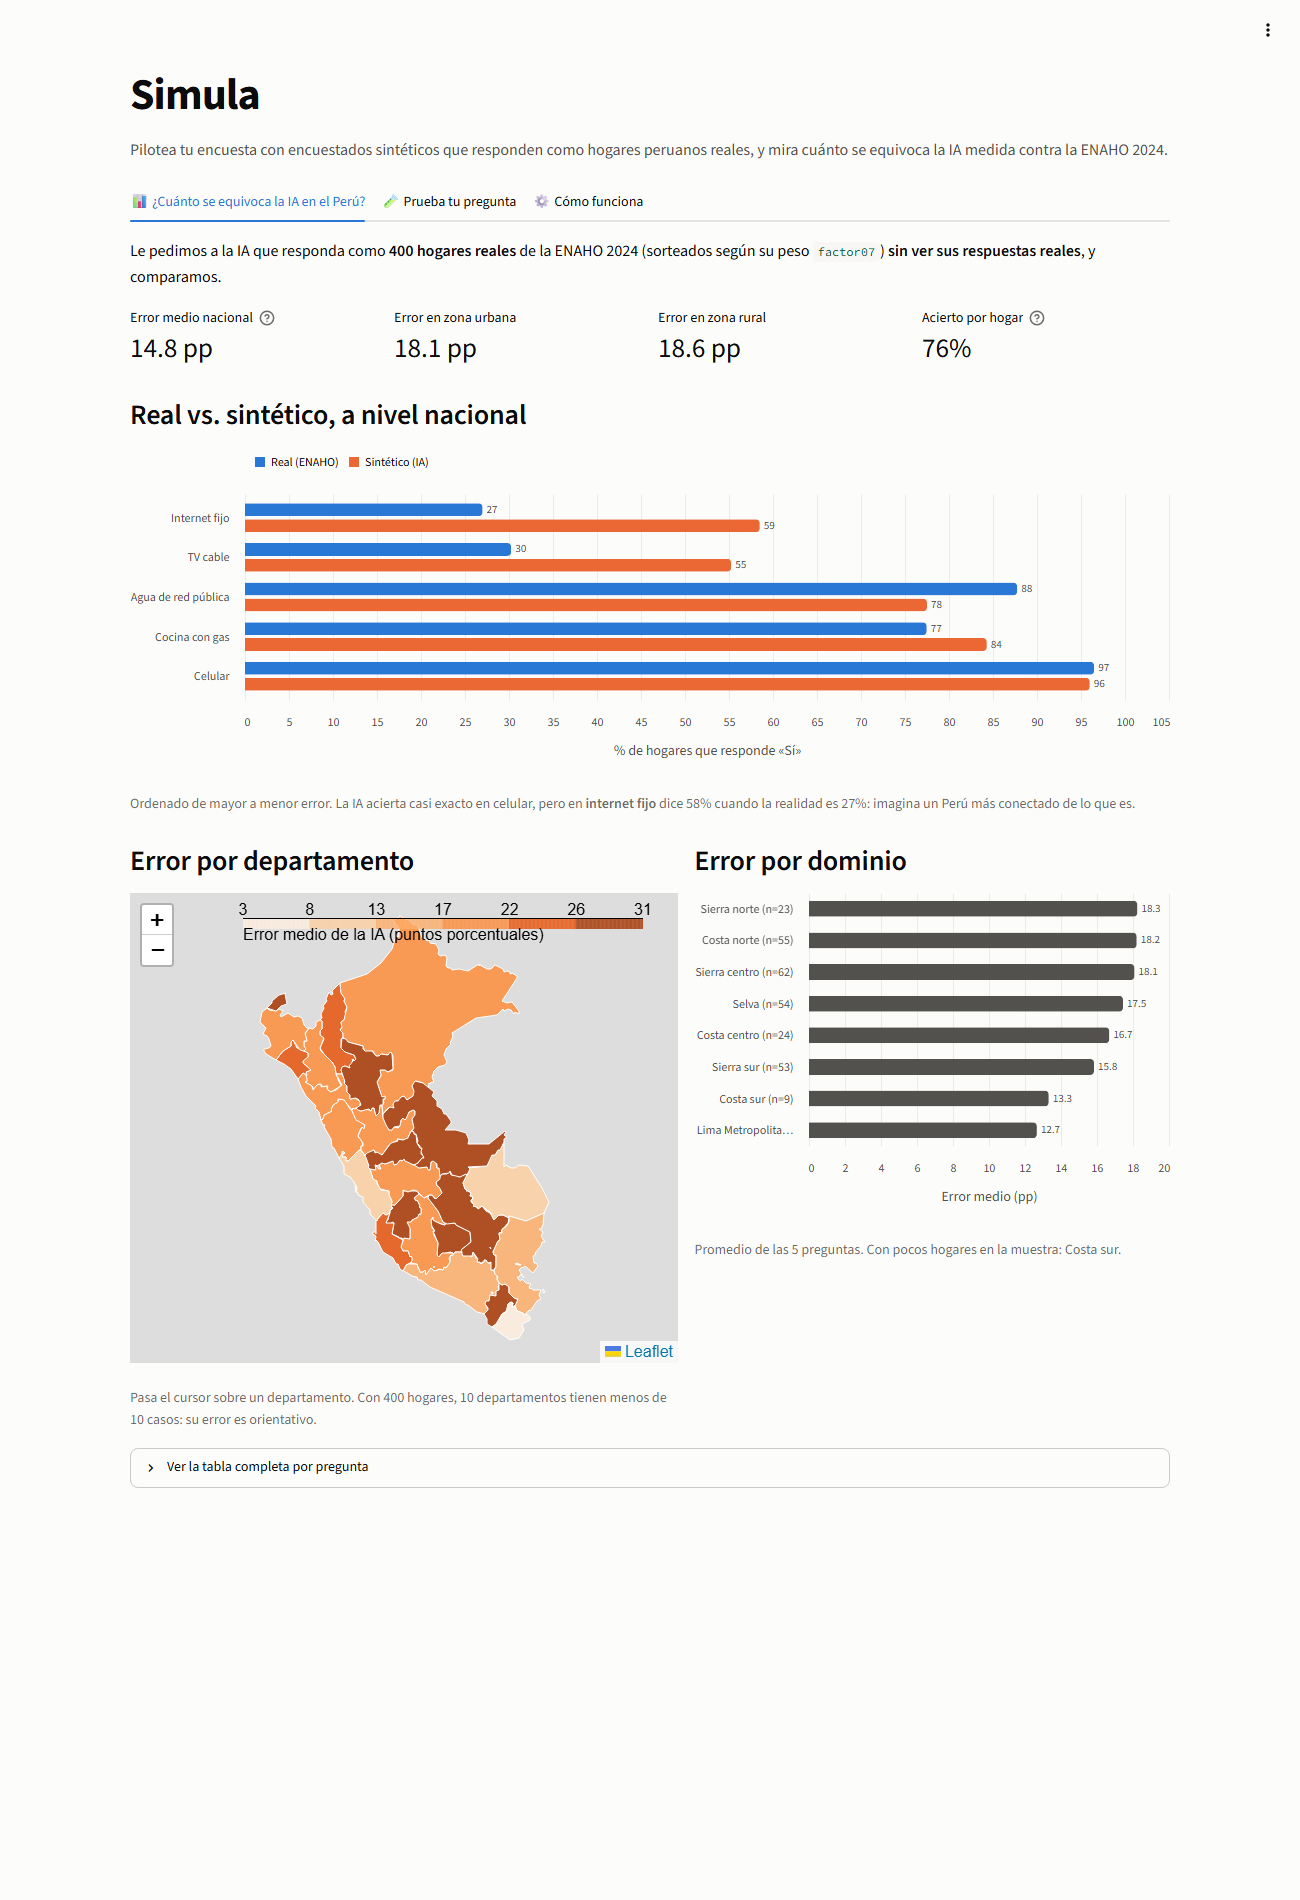 Simula
Pilotea tu encuesta con encuestados sintéticos que responden como hogares peruanos reales, y mira cuánto se equivoca la IA medida contra la ENAHO 2024.
¿Cuánto se equivoca la IA en el Perú?
Prueba tu pregunta
Cómo funciona
Le pedimos a la IA que responda como 400 hogares reales de la ENAHO 2024 (sorteados según su peso factor07 ) sin ver sus respuestas reales, y
comparamos.
Error medio nacional
Error en zona urbana
Error en zona rural
Acierto por hogar
14.8 pp
18.1 pp
18.6 pp
76%
Real vs. sintético, a nivel nacional
Real (ENAHO)
Sintético (IA)
Internet fijo
27
59
TV cable
30
55
Agua de red pública
88
78
Cocina con gas
77
84
Celular
97
96
0 5 10 15 20 25 30 35 40 45 50 55 60 65 70 75 80 85 90 95 100 105
% de hogares que responde «Sí»
Ordenado de mayor a menor error. La IA acierta casi exacto en celular, pero en internet fijo dice 58% cuando la realidad es 27%: imagina un Perú más conectado de lo que es.
Error por departamento
+
−
3 8 13 17 22 26 31
Error medio de la IA (puntos porcentuales)
Leaflet
Pasa el cursor sobre un departamento. Con 400 hogares, 10 departamentos tienen menos de
10 casos: su error es orientativo.
Error por dominio
Sierra norte (n=23) 18.3
Costa norte (n=55) 18.2
Sierra centro (n=62) 18.1
Selva (n=54) 17.5
Costa centro (n=24) 16.7
Sierra sur (n=53) 15.8
Costa sur (n=9) 13.3
Lima Metropolita… 12.7
0 2 4 6 8 10 12 14 16 18 20
Error medio (pp)
Promedio de las 5 preguntas. Con pocos hogares en la muestra: Costa sur.
Ver la tabla completa por pregunta